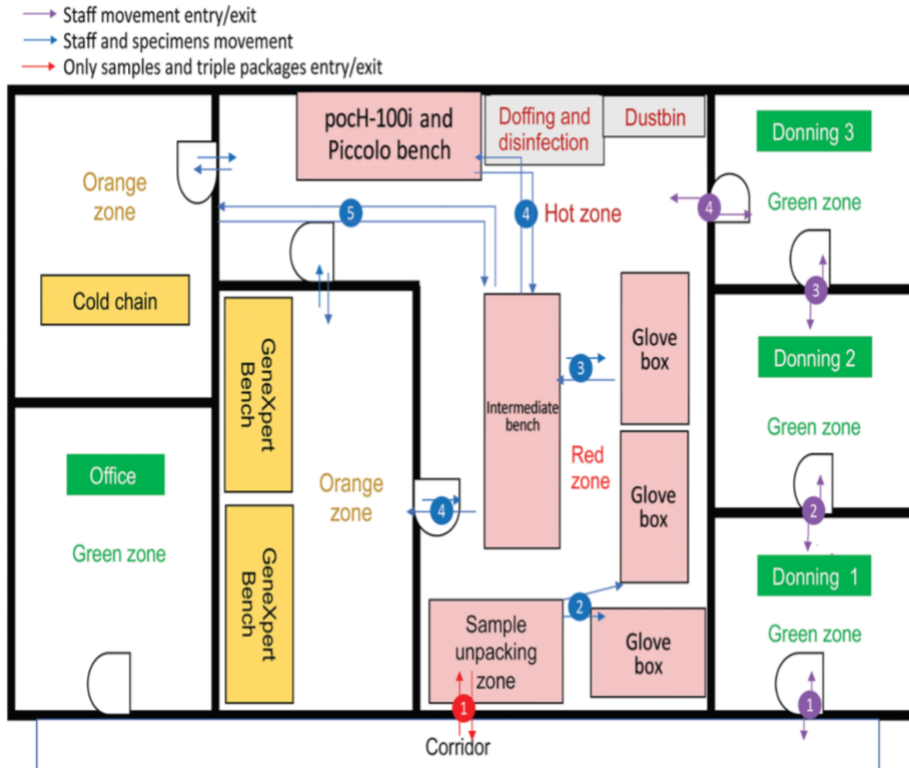 Staff movement entry/exit
Staff and specimens movement
Only samples and triple packages entry/exit
pocH-100i and
Piccolo bench
Doffing and
disinfection
Dustbin
Donning 3
Green zone
Orange
zone
5
4
Hot zone
4
Cold chain
3
GeneXpert
Bench
Glove
box
3
Donning 2
Intermediate
bench
Green zone
Office
Orange
zone
Red
zone
Glove
box
4
2
Green zone
GeneXpert
Bench
Donning 1
Sample
unpacking
zone
2
Glove
box
Green zone
1
1
Corridor